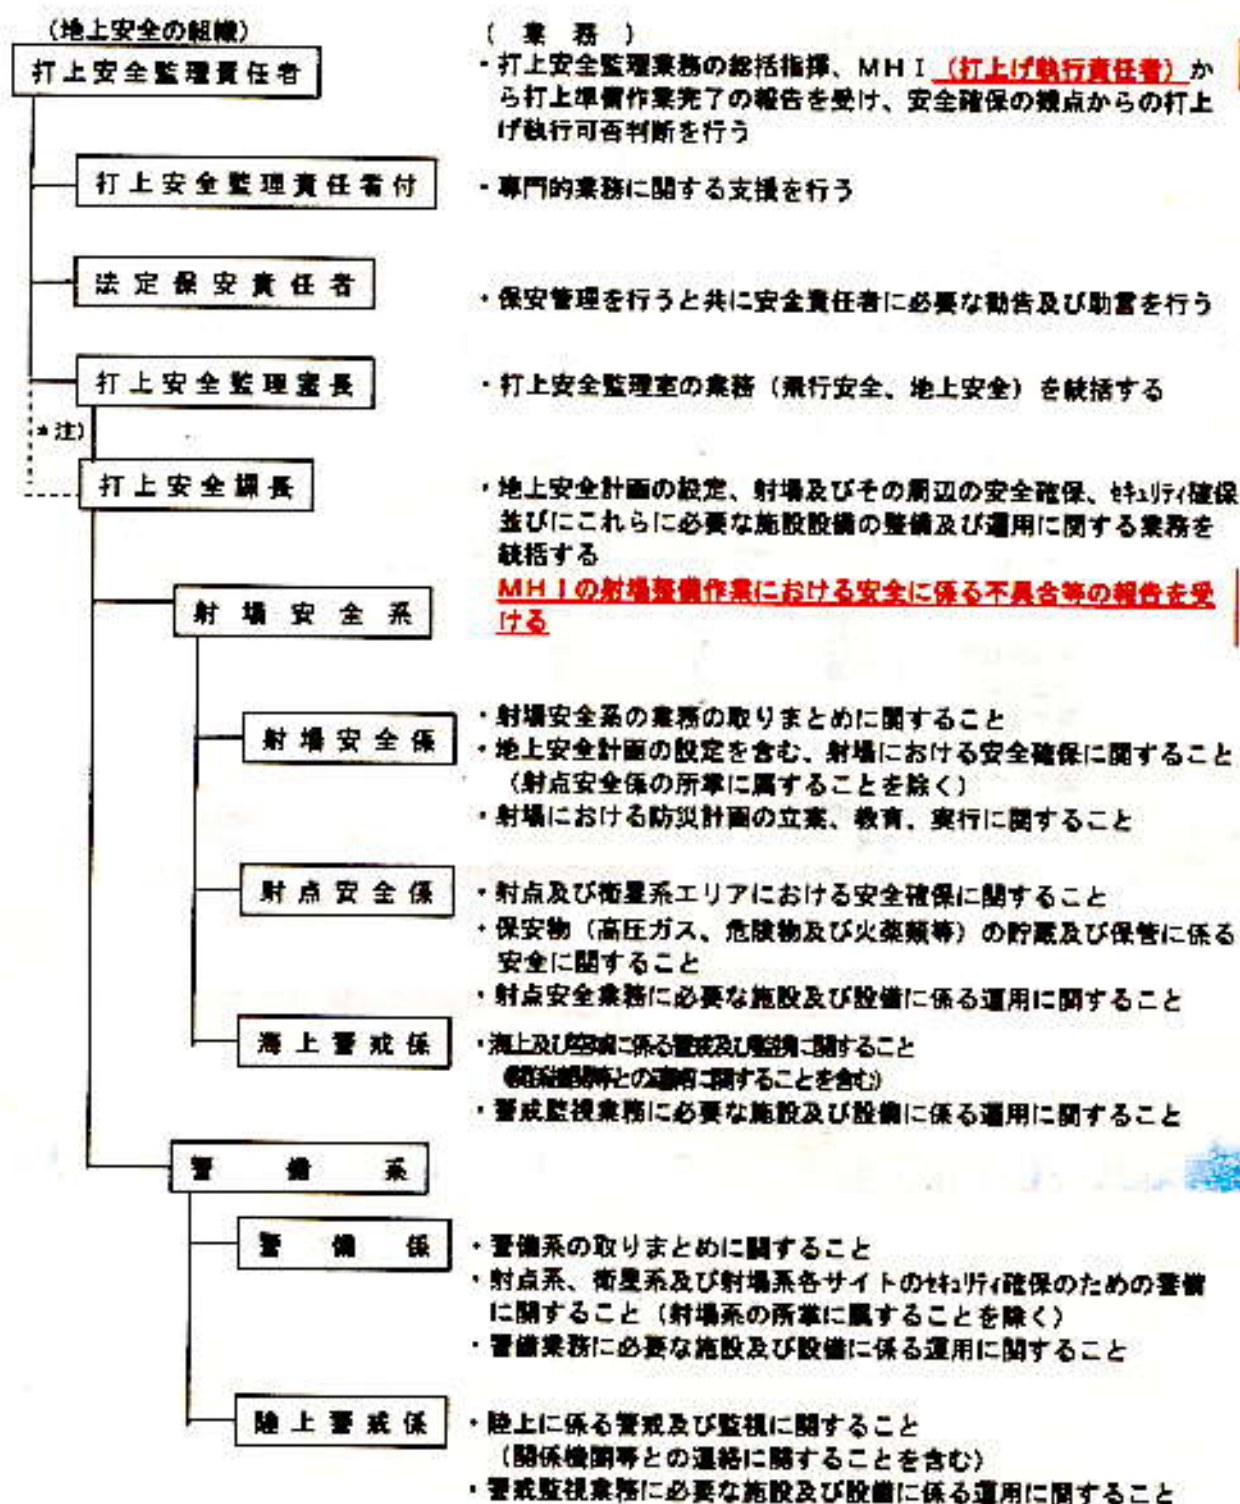 (地上安全の組織)
( 業 務 )
打上安全監理責任者
・打上安全監理業務の総括指揮、MHI(打上げ執行責任者)か
ら打上準備作業完了の報告を受け、安全確保の観点からの打上
げ執行可否判断を行う
打上安全監理責任者付
・専門的業務に関する支援を行う
法定保安責任者
・保安管理を行うと共に安全責任者に必要な勧告及び助言を行う
打上安全監理室長
・打上安全監理室の業務(飛行安全、地上安全)を統括する
*注)
打上安全課長
・地上安全計画の設定、射場及びその周辺の安全確保、セキュリティ確保
並びにこれらに必要な施設設備の整備及び運用に関する業務を
統括する
MHIの射場整備作業における安全に係る不具合等の報告を受
ける
射場安全系
射場安全係
・射場安全系の業務の取りまとめに関すること
・地上安全計画の設定を含む、射場における安全確保に関すること
(射点安全係の所掌に属することを除く)
・射場における防災計画の立案、教育、実行に関すること
射点安全係
・射点及び衛星系エリアにおける安全確保に関すること
・保安物(高圧ガス、危険物及び火薬類等)の貯蔵及び保管に係る
安全に関すること
・射点安全業務に必要な施設及び設備に係る運用に関すること
海上警戒係
・海上及び空域に係る警戒及び監視に関すること
(関係機関等との連絡に関することを含む)
・警戒監視業務に必要な施設及び設備に係る運用に関すること
警備系
警備係
・警備系の取りまとめに関すること
・射点系、衛星系及び射場系各サイトのセキュリティ確保のための警備
に関すること(射場系の所掌に属することを除く)
・警備業務に必要な施設及び設備に係る運用に関すること
陸上警戒係
・陸上に係る警戒及び監視に関すること
(関係機関等との連絡に関することを含む)
・警戒監視業務に必要な施設及び設備に係る運用に関すること